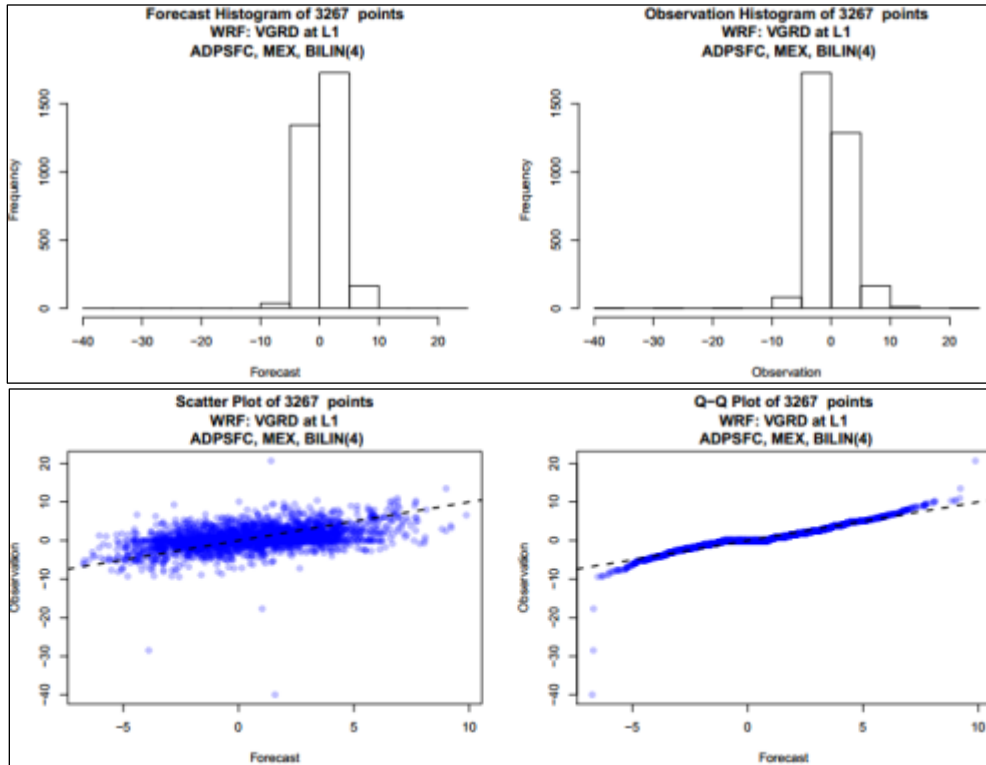 Forecast Histogram of 3267 points
WRF: VGRD at L1
ADPSFC, MEX, BILIN(4)
Frequency
1500
1000
500
0
−40 −30 −20 −10 0 10 20
Forecast
Observation Histogram of 3267 points
WRF: VGRD at L1
ADPSFC, MEX, BILIN(4)
Frequency
1500
1000
500
0
−40 −30 −20 −10 0 10 20
Observation
Scatter Plot of 3267 points
WRF: VGRD at L1
ADPSFC, MEX, BILIN(4)
Observation
20
10
0
−10
−20
−30
−40
−5 0 5 10
Forecast
Q−Q Plot of 3267 points
WRF: VGRD at L1
ADPSFC, MEX, BILIN(4)
Observation
20
10
0
−10
−20
−30
−40
−5 0 5 10
Forecast